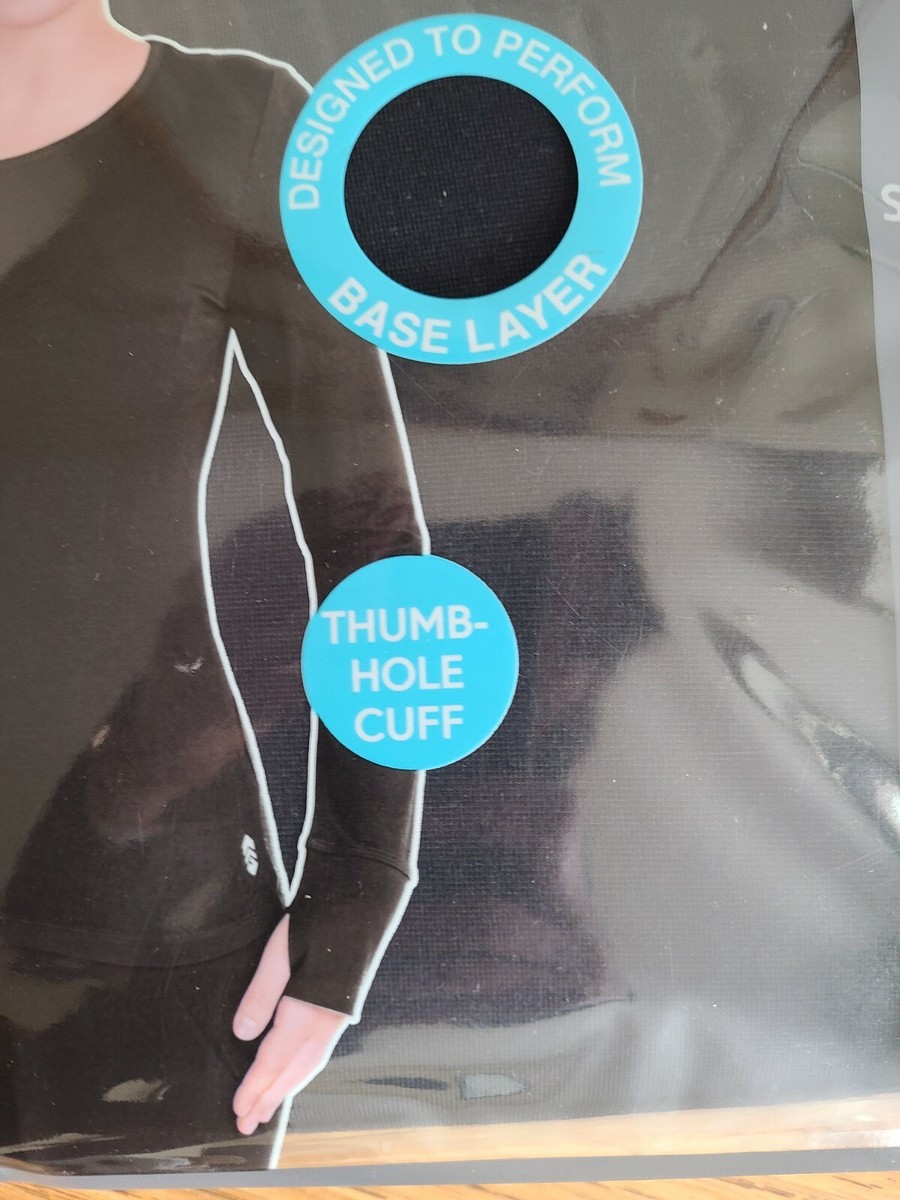 DESIGNED TO PERFORM
BASE LAYER
THUMB-
HOLE
CUFF
S